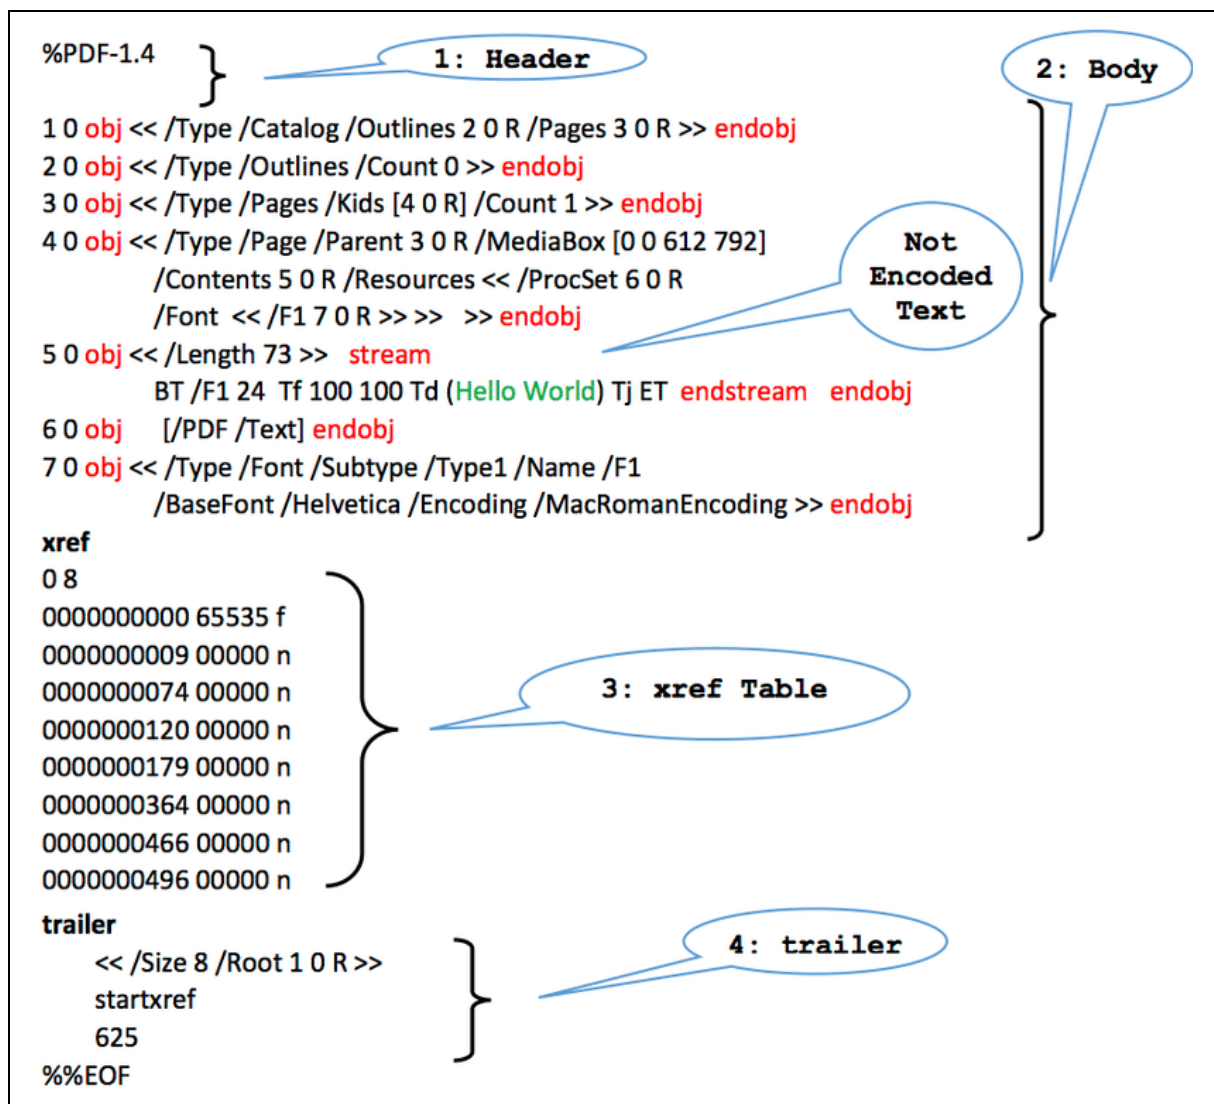 %PDF-1.4
1: Header
2: Body
1 0 obj << /Type /Catalog /Outlines 2 0 R /Pages 3 0 R >> endobj
2 0 obj << /Type /Outlines /Count 0 >> endobj
3 0 obj << /Type /Pages /Kids [4 0 R] /Count 1 >> endobj
4 0 obj << /Type /Page /Parent 3 0 R /MediaBox [0 0 612 792]
/Contents 5 0 R /Resources << /ProcSet 6 0 R
/Font << /F1 7 0 R >> >> >> endobj
Not
Encoded
Text
5 0 obj << /Length 73 >> stream
BT /F1 24 Tf 100 100 Td (Hello World) Tj ET endstream endobj
6 0 obj [/PDF /Text] endobj
7 0 obj << /Type /Font /Subtype /Type1 /Name /F1
/BaseFont /Helvetica /Encoding /MacRomanEncoding >> endobj
xref
0 8
0000000000 65535 f
0000000009 00000 n
0000000074 00000 n
0000000120 00000 n
0000000179 00000 n
0000000364 00000 n
0000000466 00000 n
0000000496 00000 n
3: xref Table
trailer
<< /Size 8 /Root 1 0 R >>
startxref
625
%%EOF
4: trailer